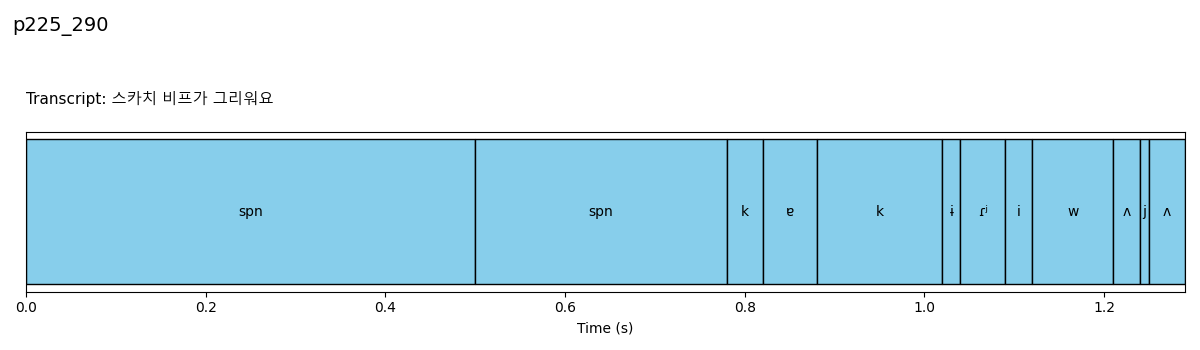 p225_290
Transcript: 스카치 비프가 그리워요
spn spn k ɐ k ɨ ɾʲ i w ʌ j ʌ
0.0 0.2 0.4 0.6 0.8 1.0 1.2
Time (s)